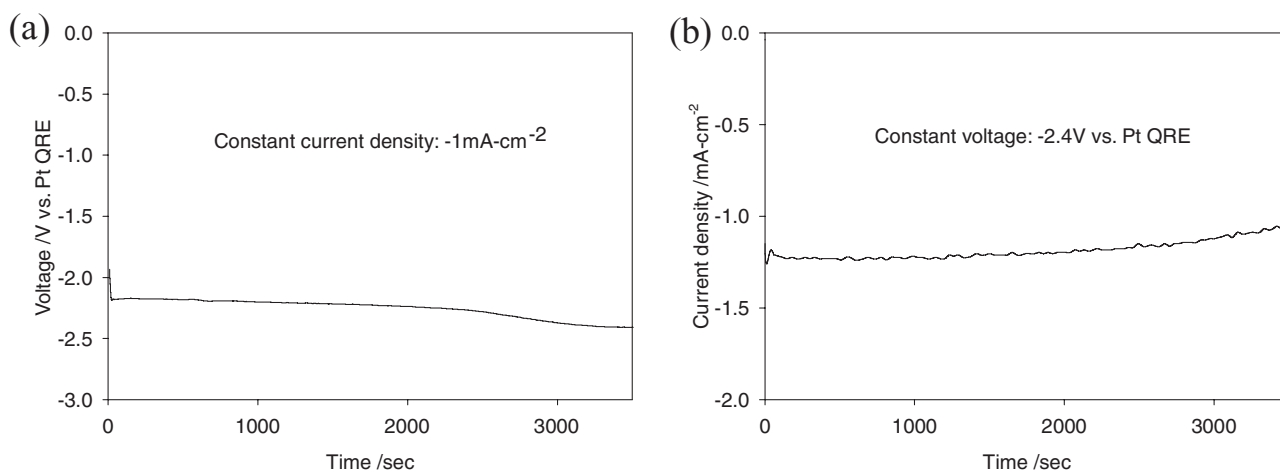 (a)
0.0
-0.5
-1.0
-1.5
-2.0
-2.5
-3.0
Voltage /V vs. Pt QRE
Constant current density: -1mA-cm-2
0 1000 2000 3000
Time /sec
(b)
0.0
-0.5
-1.0
-1.5
-2.0
Current density /mA-cm-2
Constant voltage: -2.4V vs. Pt QRE
0 1000 2000 3000
Time /sec